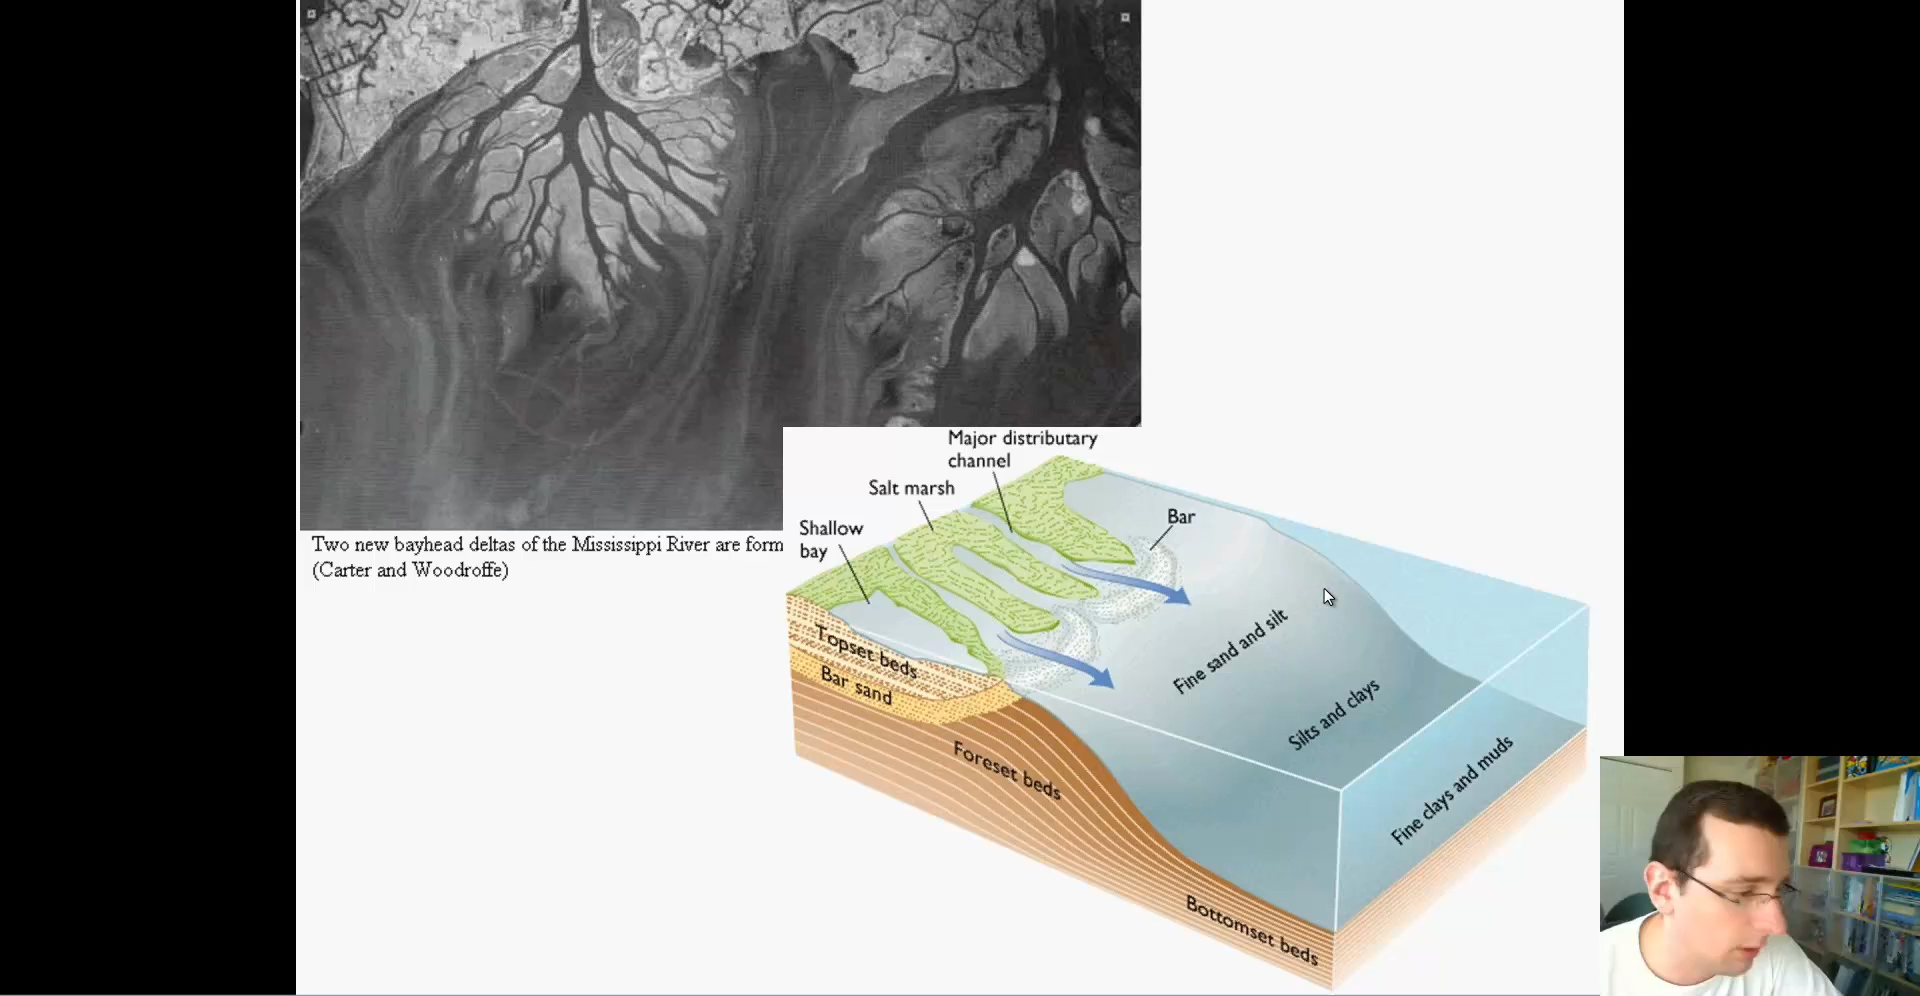 Two new bayhead deltas of the Mississippi River are form
(Carter and Woodroffe)
Major distributary
channel
Salt marsh
Shallow
bay
Bar
Topset beds
Bar sand
Foreset beds
Bottomset beds
Fine sand and silt
Silts and clays
Fine clays and muds